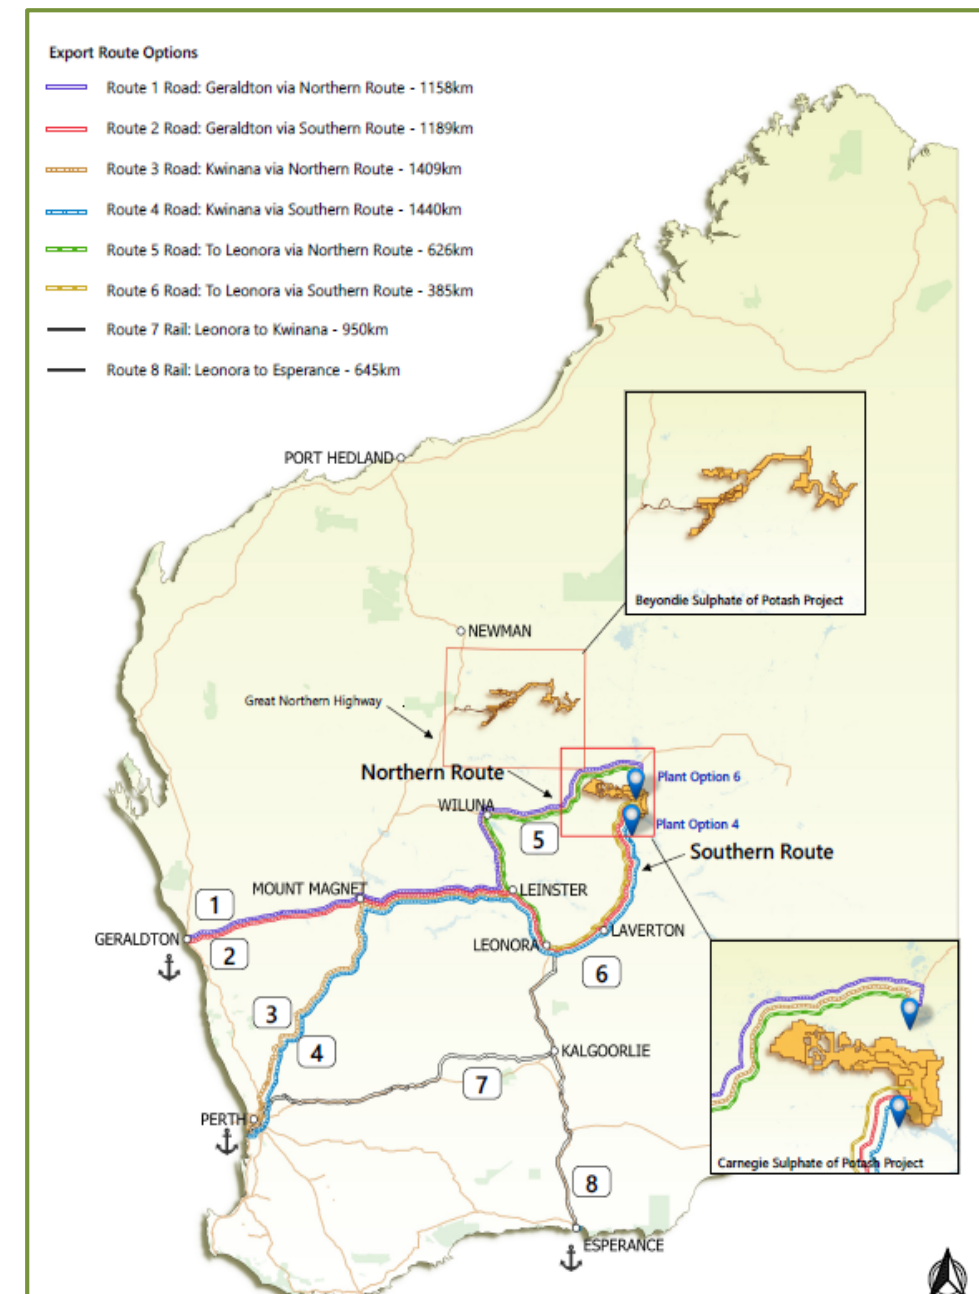 Export Route Options
Route 1 Road: Geraldton via Northern Route - 1158km
Route 2 Road: Geraldton via Southern Route - 1189km
Route 3 Road: Kwinana via Northern Route - 1409km
Route 4 Road: Kwinana via Southern Route - 1440km
Route 5 Road: To Leonora via Northern Route - 626km
Route 6 Road: To Leonora via Southern Route - 385km
Route 7 Rail: Leonora to Kwinana - 950km
Route 8 Rail: Leonora to Esperance - 645km
PORT HEDLAND
Beyondie Sulphate of Potash Project
NEWMAN
Great Northern Highway
Northern Route
Plant Option 6
WILUNA
Plant Option 4
5
Southern Route
MOUNT MAGNET
LEINSTER
1
GERALDTON
2
LEONORA
LAVERTON
6
3
4
KALGOORLIE
7
PERTH
Carnegie Sulphate of Potash Project
8
ESPERANCE